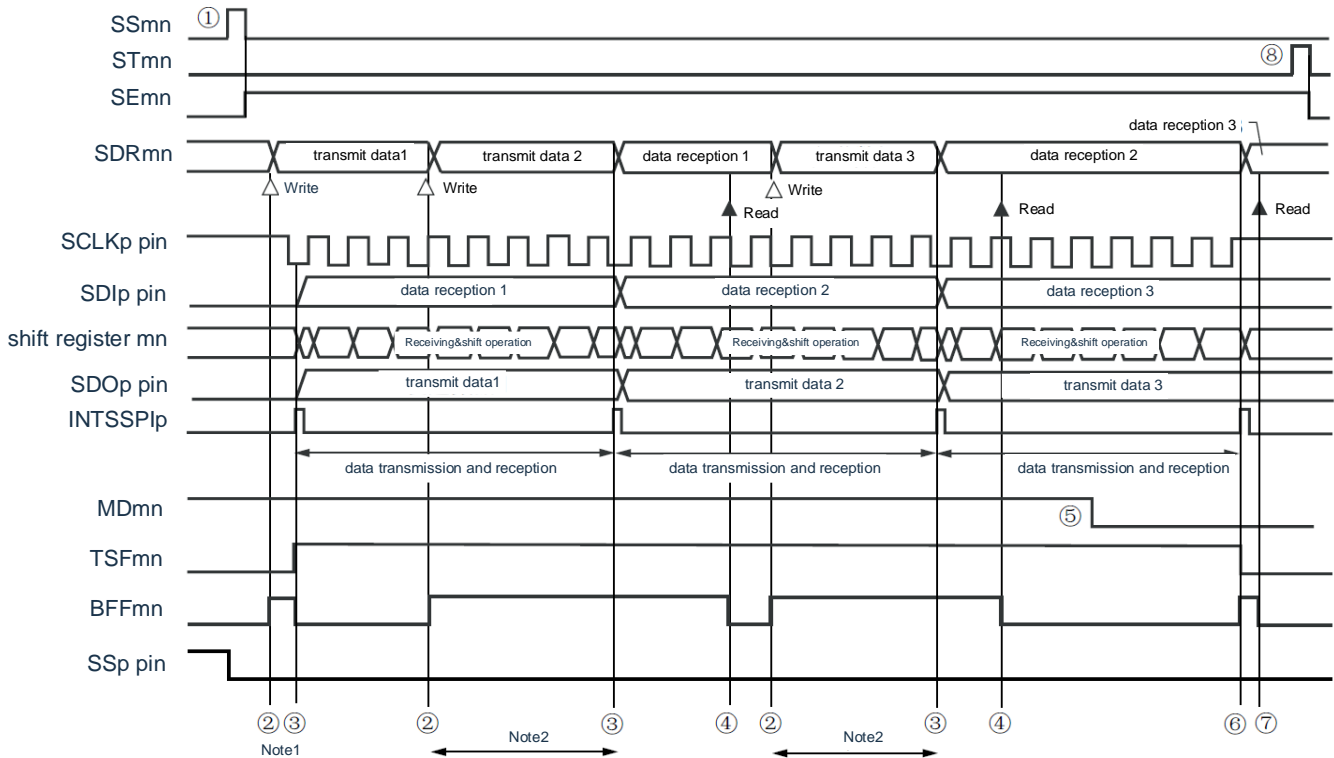 SSmn ①
STmn ⑧
SEmn
data reception 3
SDRmn transmit data1 transmit data 2 data reception 1 transmit data 3 data reception 2
Write Write Write
Read Read Read
SCLKp pin
SDIp pin data reception 1 data reception 2 data reception 3
shift register mn Receiving&shift operation Receiving&shift operation Receiving&shift operation
SDOp pin transmit data1 transmit data 2 transmit data 3
INTSSPIp
data transmission and reception data transmission and reception data transmission and reception
MDmn ⑤
TSFmn
BFFmn
SSp pin
② ③ ② ③ ④ ② ③ ④ ⑥ ⑦
Note1 Note2 Note2